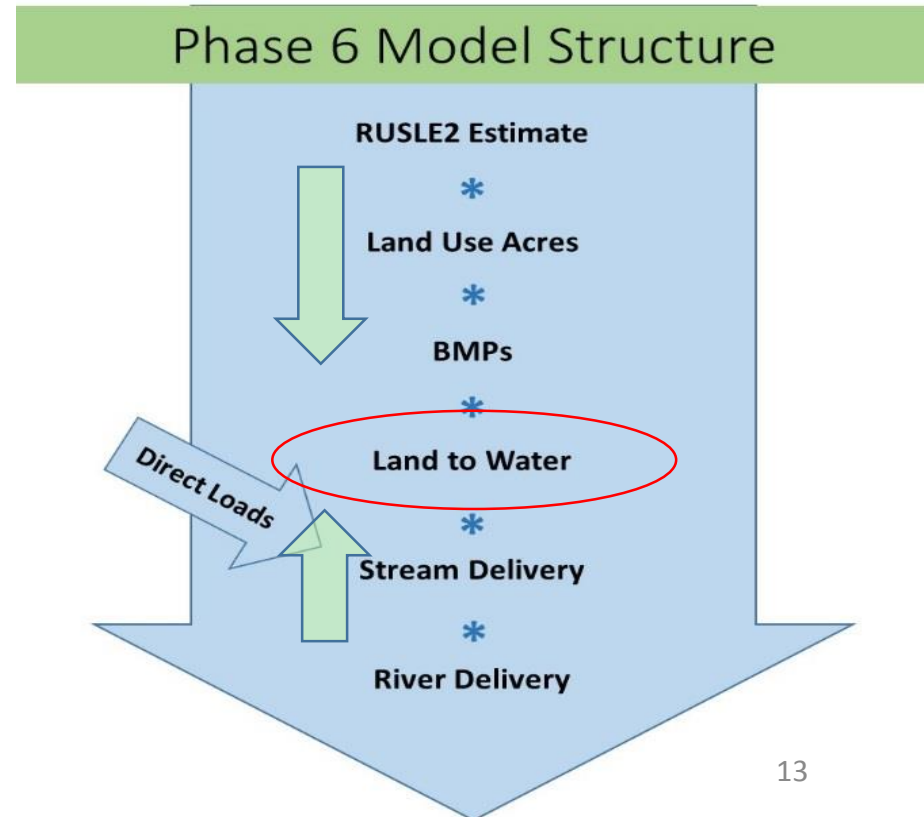 Phase 6 Model Structure
RUSLE2 Estimate
*
Land Use Acres
*
BMPs
*
Land to Water
Direct Loads
*
Stream Delivery
*
River Delivery
13